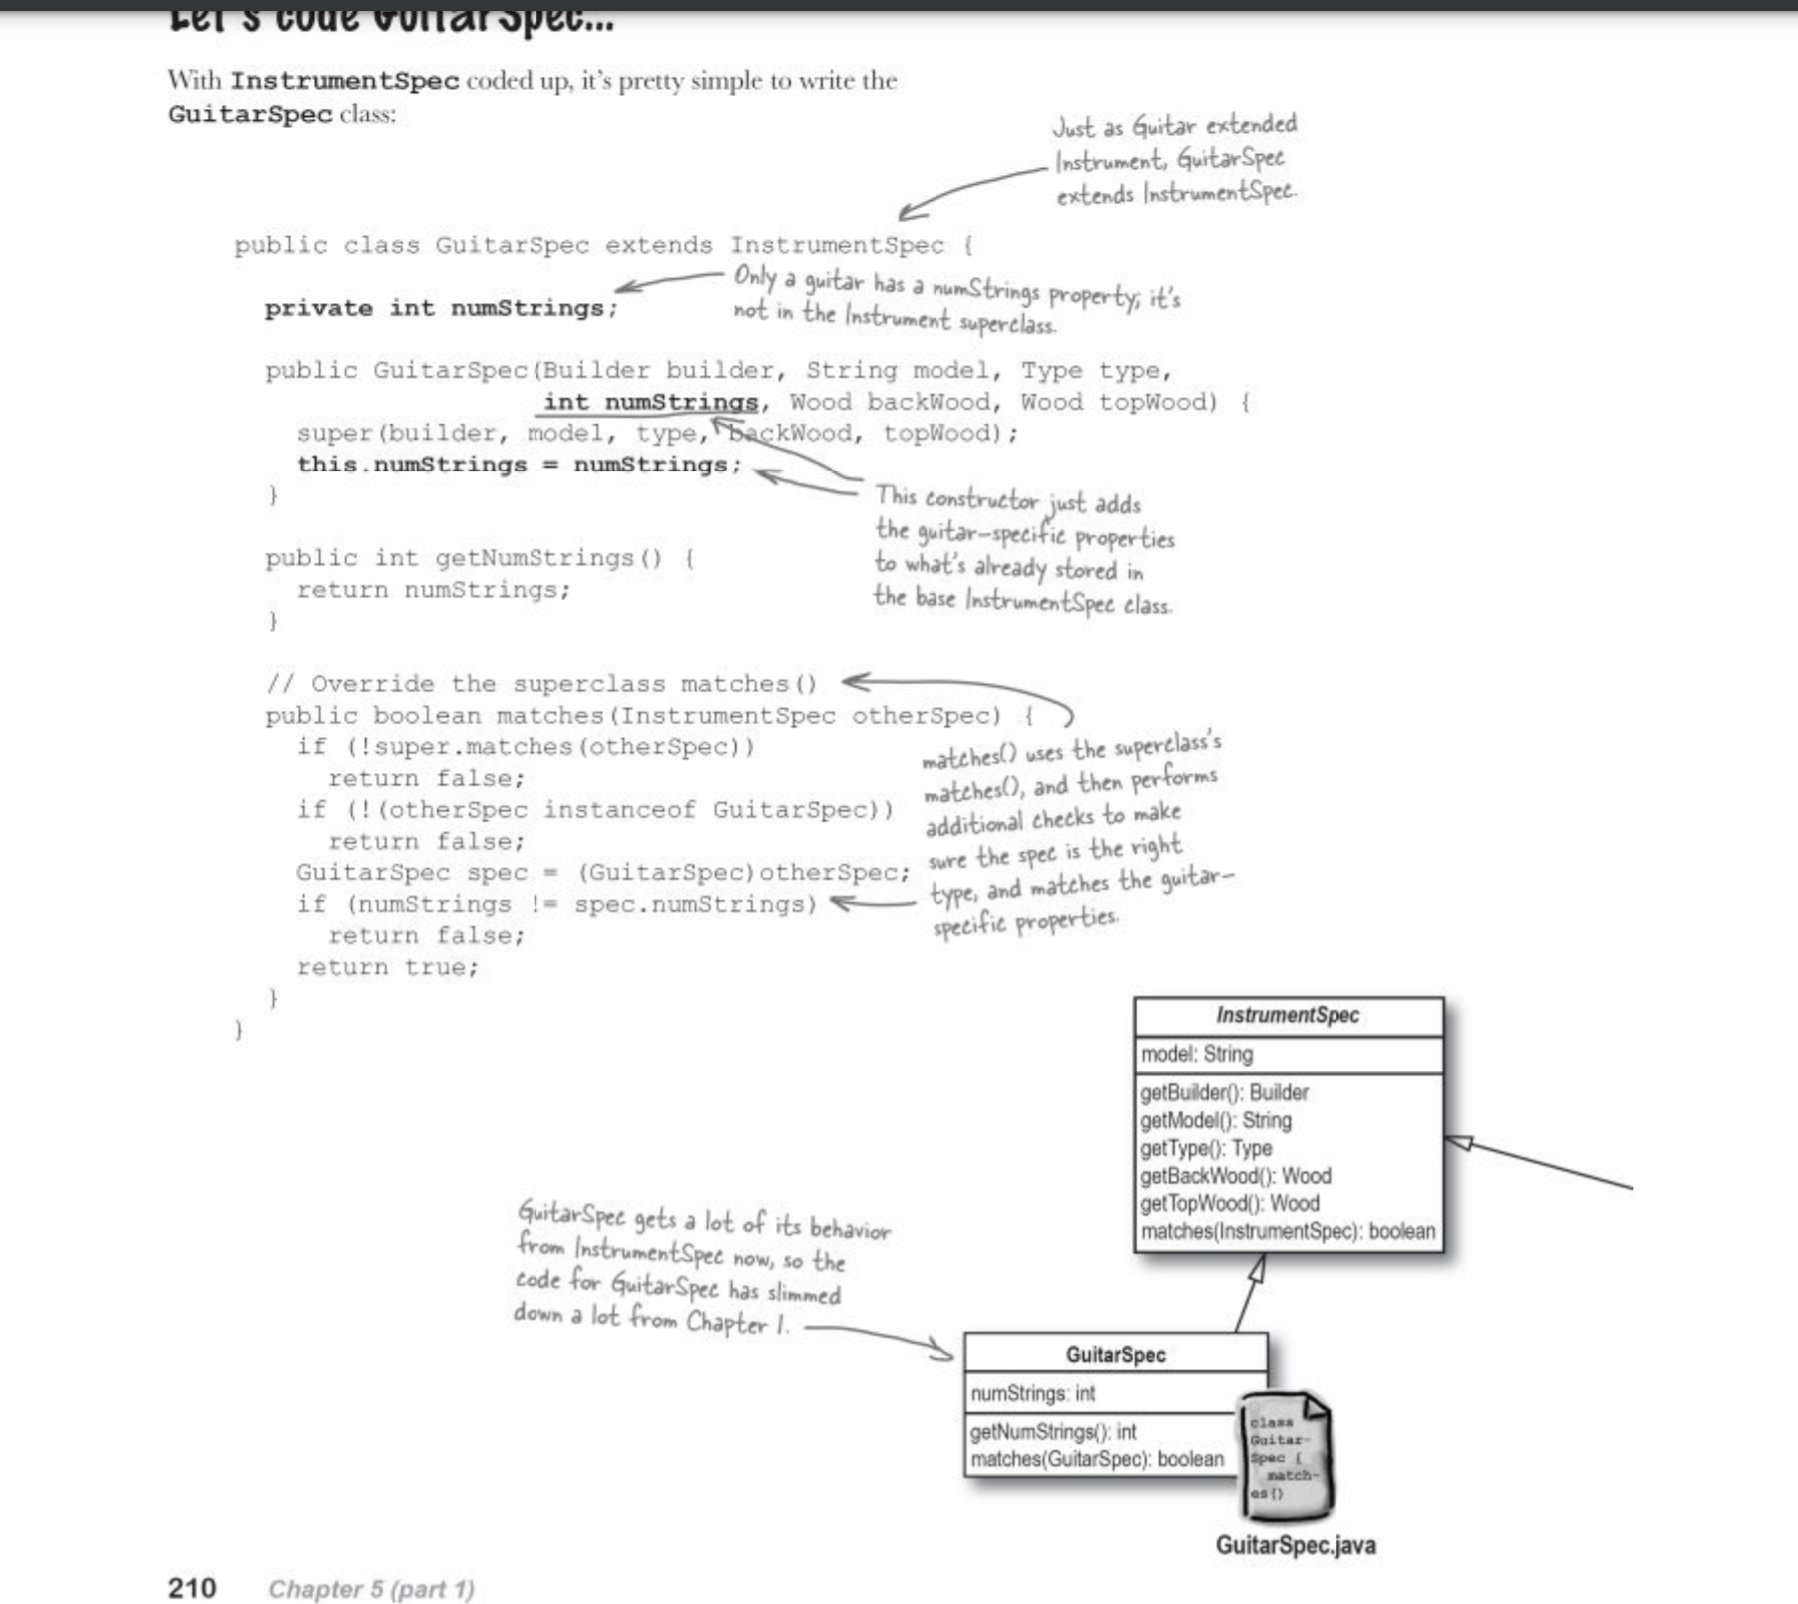 Let's code GuitarSpec...
With InstrumentSpec coded up, it's pretty simple to write the
GuitarSpec class:
Just as Guitar extended
Instrument, GuitarSpec
extends InstrumentSpec.
public class GuitarSpec extends InstrumentSpec {
Only a guitar has a numStrings property; it's
not in the Instrument superclass.
private int numStrings;
public GuitarSpec(Builder builder, String model, Type type,
int numStrings, Wood backWood, Wood topWood) {
super(builder, model, type, backWood, topWood);
this.numStrings = numStrings;
}
This constructor just adds
the guitar-specific properties
to what's already stored in
the base InstrumentSpec class.
public int getNumStrings() {
return numStrings;
}
// Override the superclass matches()
public boolean matches(InstrumentSpec otherSpec) {
if (!super.matches(otherSpec))
return false;
if (!(otherSpec instanceof GuitarSpec))
return false;
GuitarSpec spec = (GuitarSpec)otherSpec;
if (numStrings != spec.numStrings)
return false;
return true;
}
}
matches() uses the superclass's
matches(), and then performs
additional checks to make
sure the spec is the right
type, and matches the guitar-
specific properties.
InstrumentSpec
model: String
getBuilder(): Builder
getModel(): String
getType(): Type
getBackWood(): Wood
getTopWood(): Wood
matches(InstrumentSpec): boolean
GuitarSpec gets a lot of its behavior
from InstrumentSpec now, so the
code for GuitarSpec has slimmed
down a lot from Chapter 1.
GuitarSpec
numStrings: int
getNumStrings(): int
matches(GuitarSpec): boolean
class
Guitar-
Spec {
match-
es()
GuitarSpec.java
210 Chapter 5 (part 1)